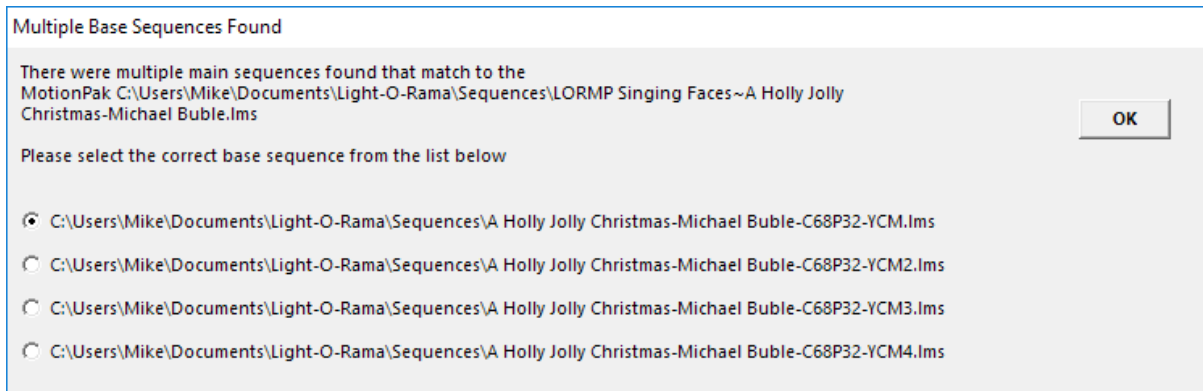 Multiple Base Sequences Found
There were multiple main sequences found that match to the
MotionPak C:\Users\Mike\Documents\Light-O-Rama\Sequences\LORMP Singing Faces~A Holly Jolly
Christmas-Michael Buble.lms
OK
Please select the correct base sequence from the list below
C:\Users\Mike\Documents\Light-O-Rama\Sequences\A Holly Jolly Christmas-Michael Buble-C68P32-YCM.lms
C:\Users\Mike\Documents\Light-O-Rama\Sequences\A Holly Jolly Christmas-Michael Buble-C68P32-YCM2.lms
C:\Users\Mike\Documents\Light-O-Rama\Sequences\A Holly Jolly Christmas-Michael Buble-C68P32-YCM3.lms
C:\Users\Mike\Documents\Light-O-Rama\Sequences\A Holly Jolly Christmas-Michael Buble-C68P32-YCM4.lms